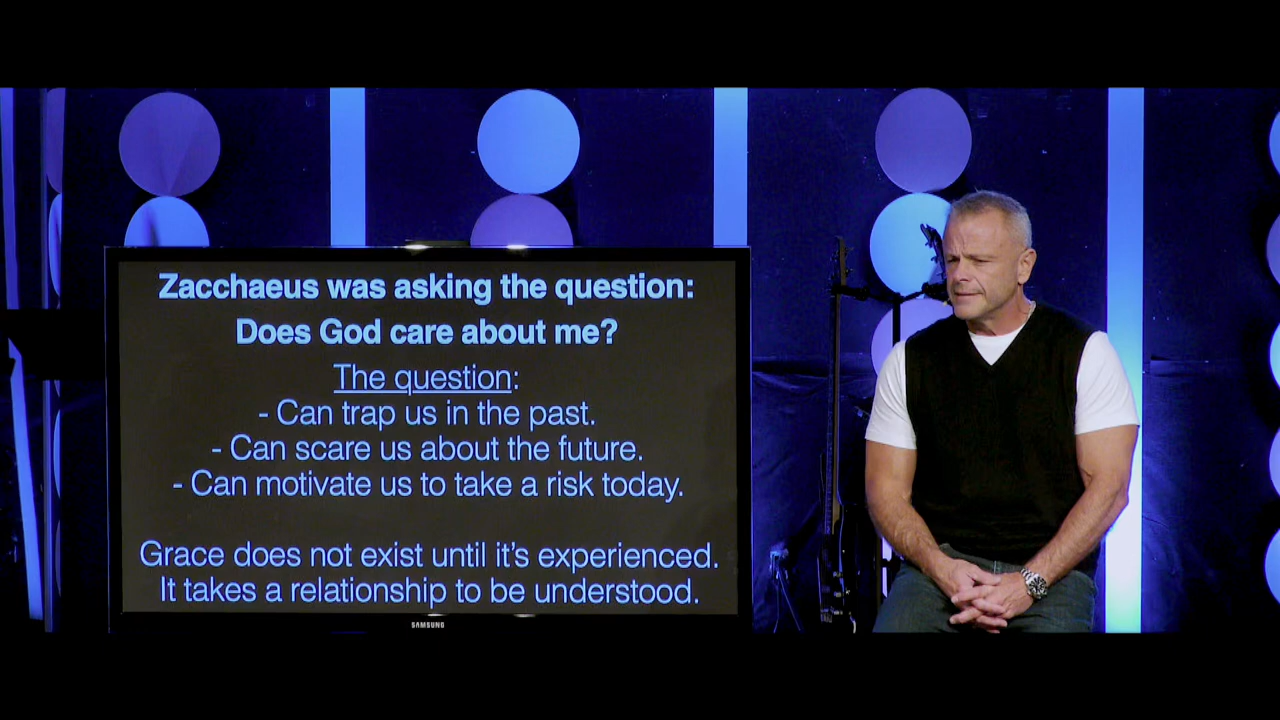 Zacchaeus was asking the question:
Does God care about me?
The question:
- Can trap us in the past.
- Can scare us about the future.
- Can motivate us to take a risk today.
Grace does not exist until it's experienced.
It takes a relationship to be understood.
SAMSUNG